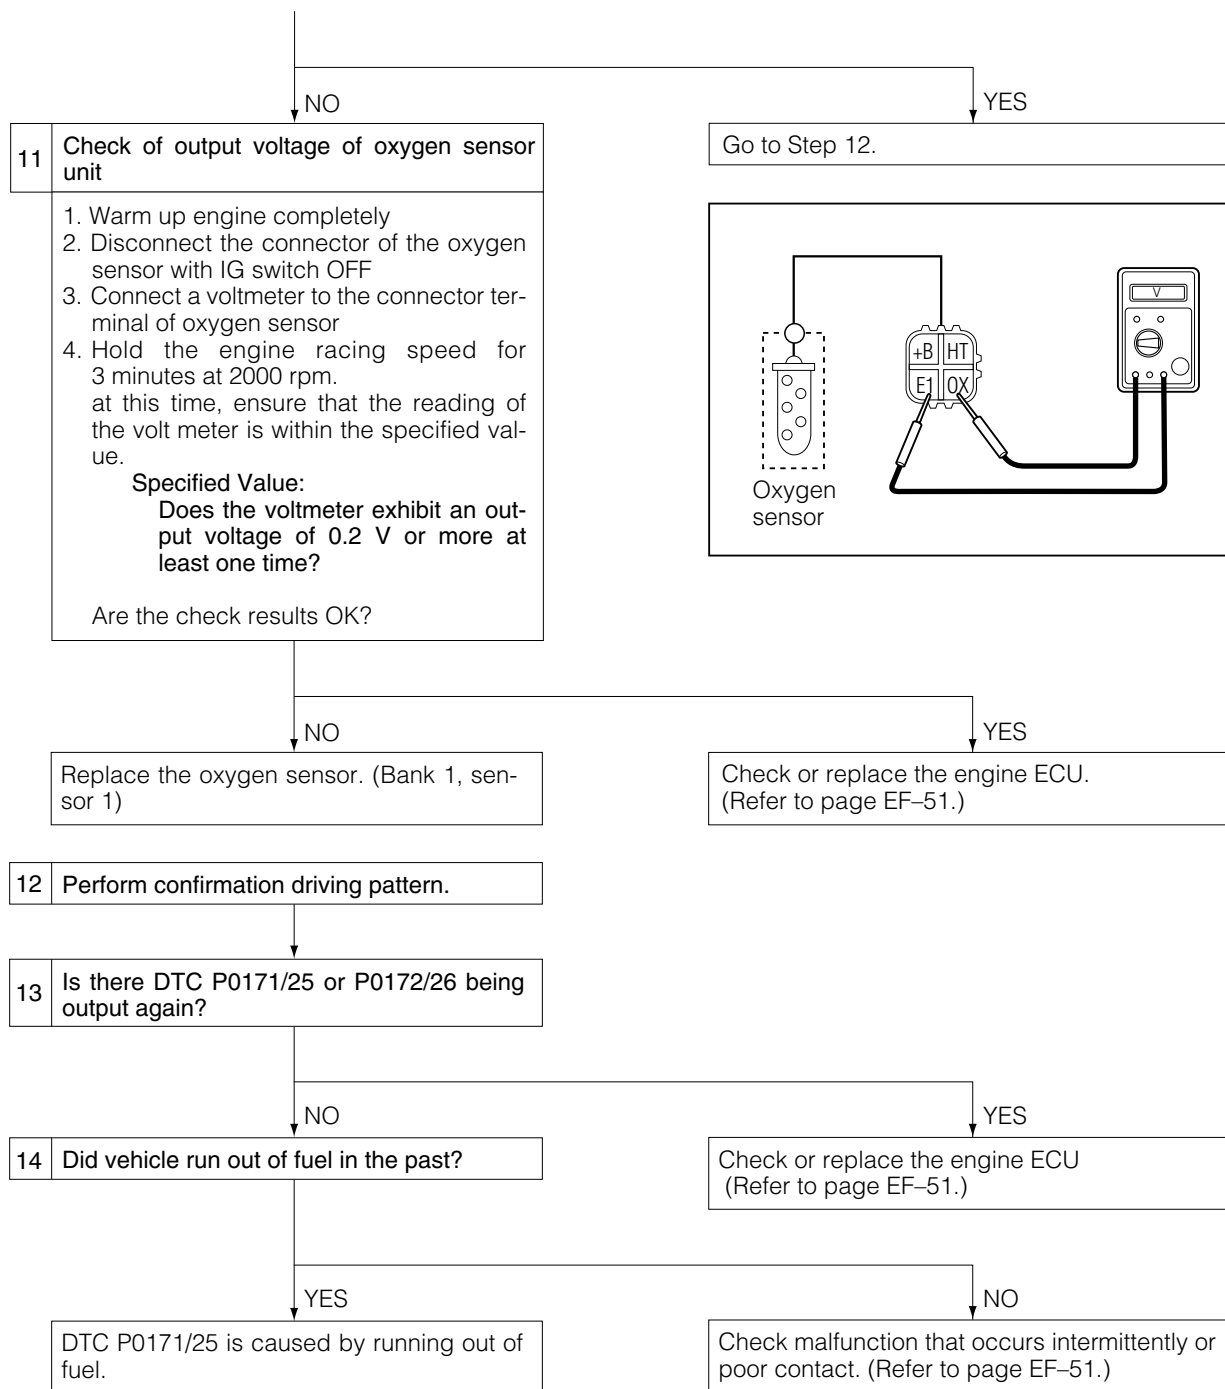 NO
YES
11
Check of output voltage of oxygen sensor
unit
Go to Step 12.
1. Warm up engine completely
2. Disconnect the connector of the oxygen
sensor with IG switch OFF
3. Connect a voltmeter to the connector ter-
minal of oxygen sensor
4. Hold the engine racing speed for
3 minutes at 2000 rpm.
at this time, ensure that the reading of
the volt meter is within the specified val-
ue.
Specified Value:
Does the voltmeter exhibit an out-
put voltage of 0.2 V or more at
least one time?
Are the check results OK?
V
+B HT
E1 OX
Oxygen
sensor
NO
YES
Replace the oxygen sensor. (Bank 1, sen-
sor 1)
Check or replace the engine ECU.
(Refer to page EF–51.)
12
Perform confirmation driving pattern.
13
Is there DTC P0171/25 or P0172/26 being
output again?
NO
YES
14
Did vehicle run out of fuel in the past?
Check or replace the engine ECU
(Refer to page EF–51.)
YES
NO
DTC P0171/25 is caused by running out of
fuel.
Check malfunction that occurs intermittently or
poor contact. (Refer to page EF–51.)